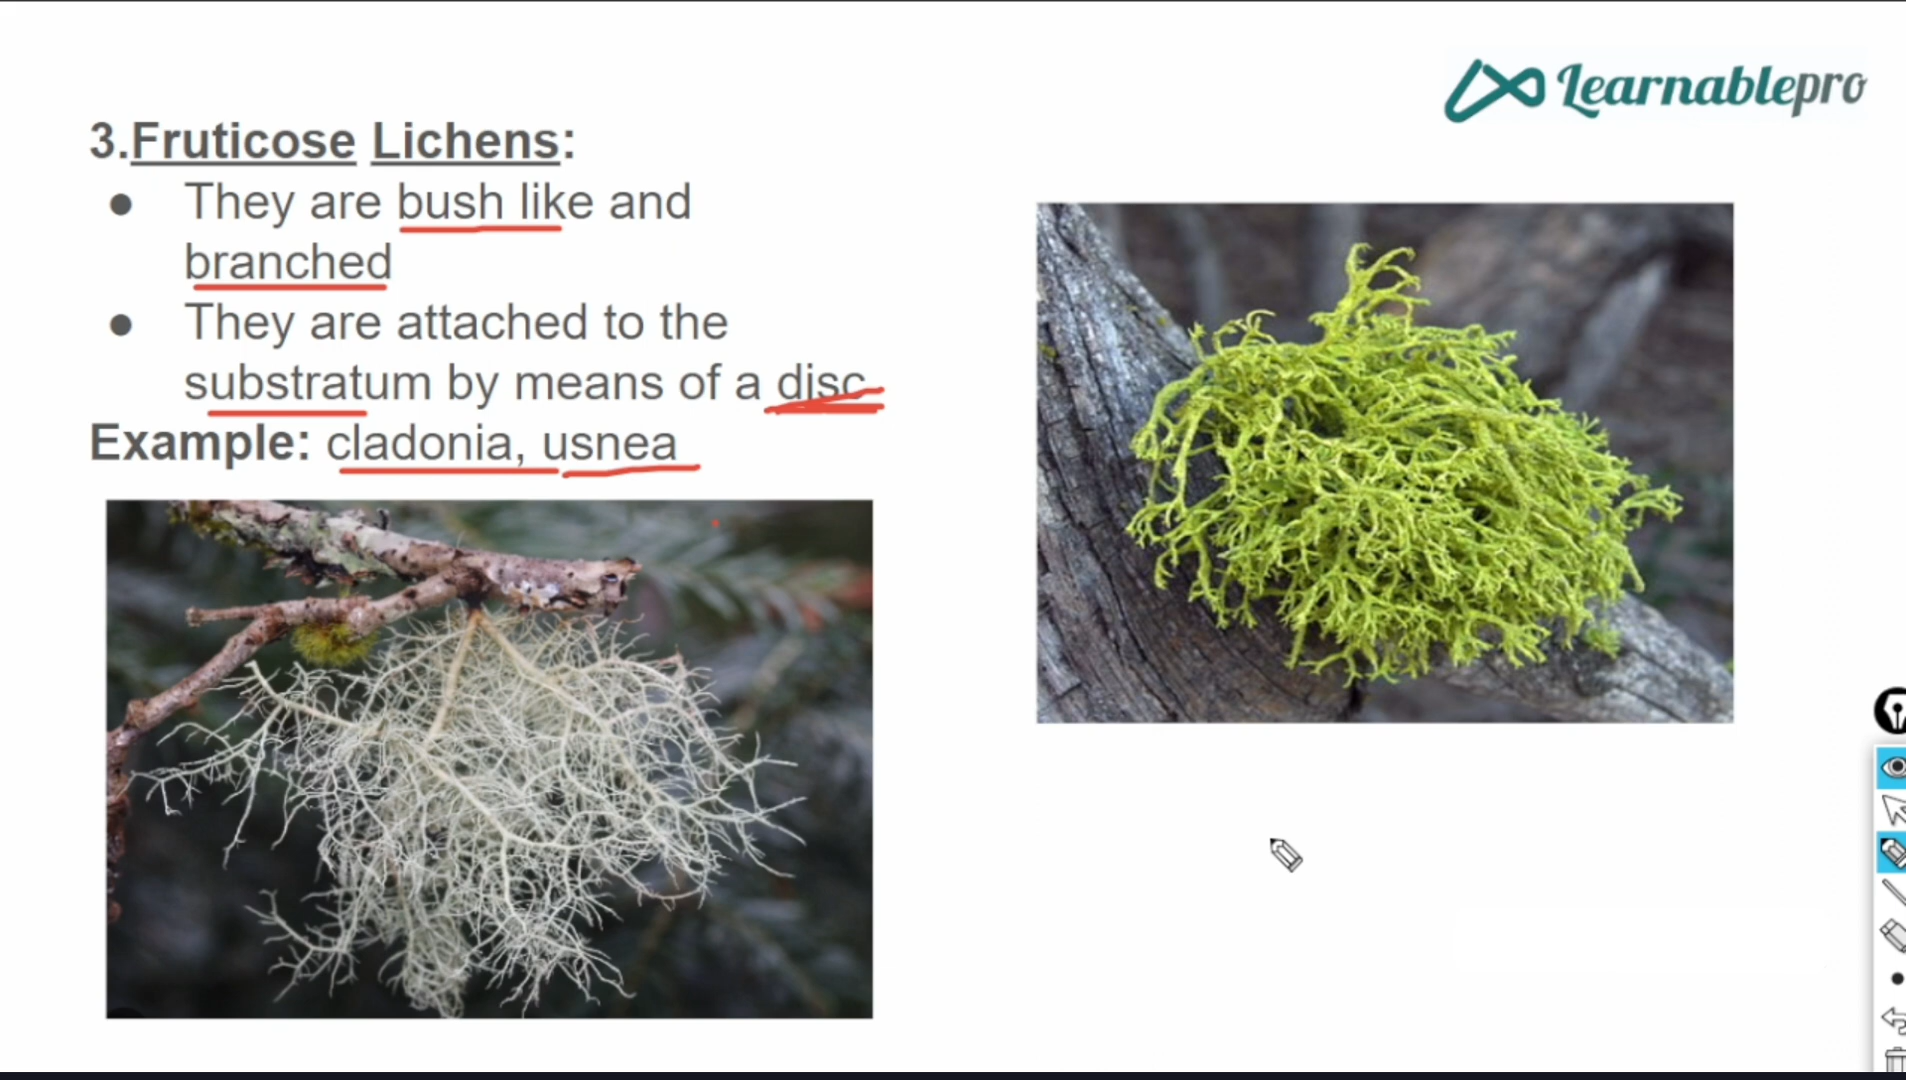 Learnablepro
3.Fruticose Lichens:
● They are bush like and
branched
● They are attached to the
substratum by means of a disc
Example: cladonia, usnea